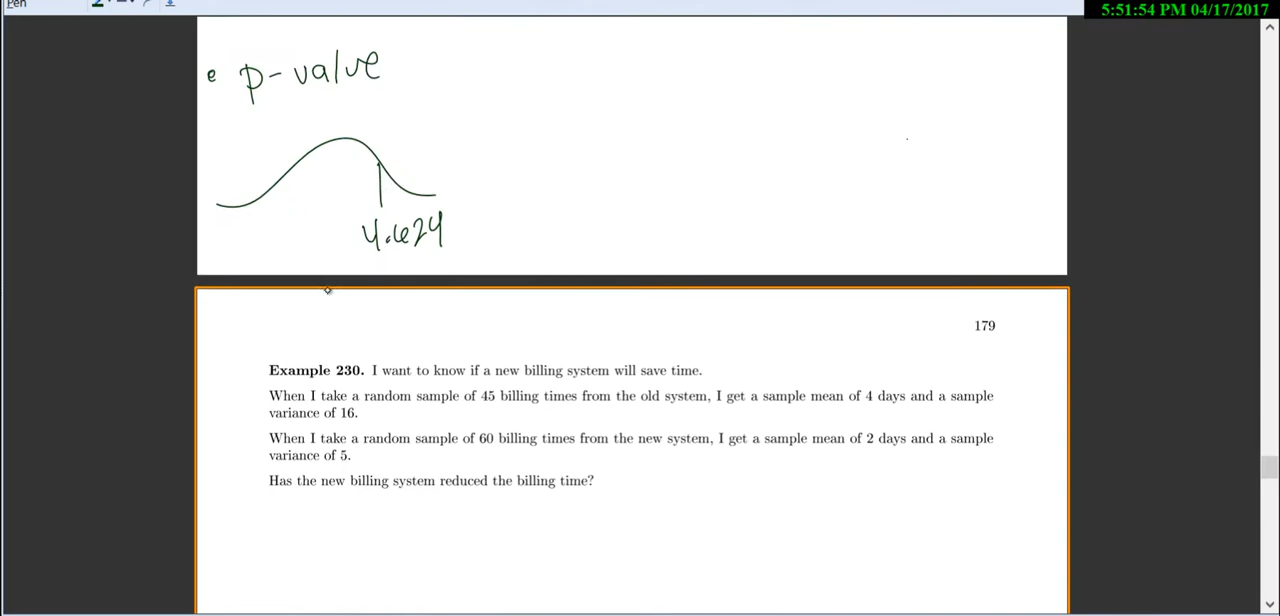 Pen
5:51:54 PM 04/17/2017
p-value
4.624
179
Example 230. I want to know if a new billing system will save time.
When I take a random sample of 45 billing times from the old system, I get a sample mean of 4 days and a sample
variance of 16.
When I take a random sample of 60 billing times from the new system, I get a sample mean of 2 days and a sample
variance of 5.
Has the new billing system reduced the billing time?